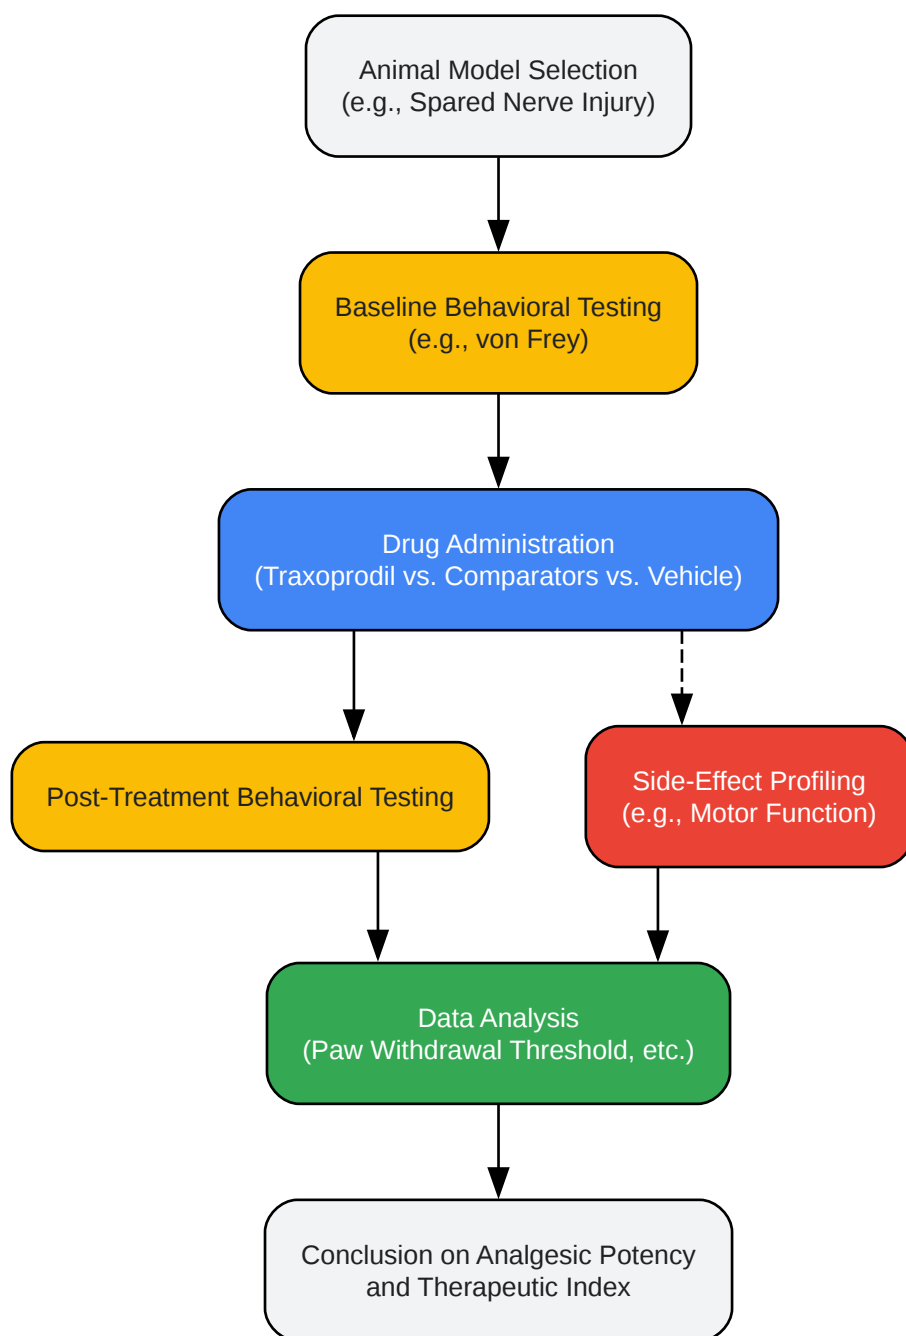 Animal Model Selection
(e.g., Spared Nerve Injury)
Baseline Behavioral Testing
(e.g., von Frey)
Drug Administration
(Traxoprodil vs. Comparators vs. Vehicle)
Post-Treatment Behavioral Testing
Side-Effect Profiling
(e.g., Motor Function)
Data Analysis
(Paw Withdrawal Threshold, etc.)
Conclusion on Analgesic Potency
and Therapeutic Index